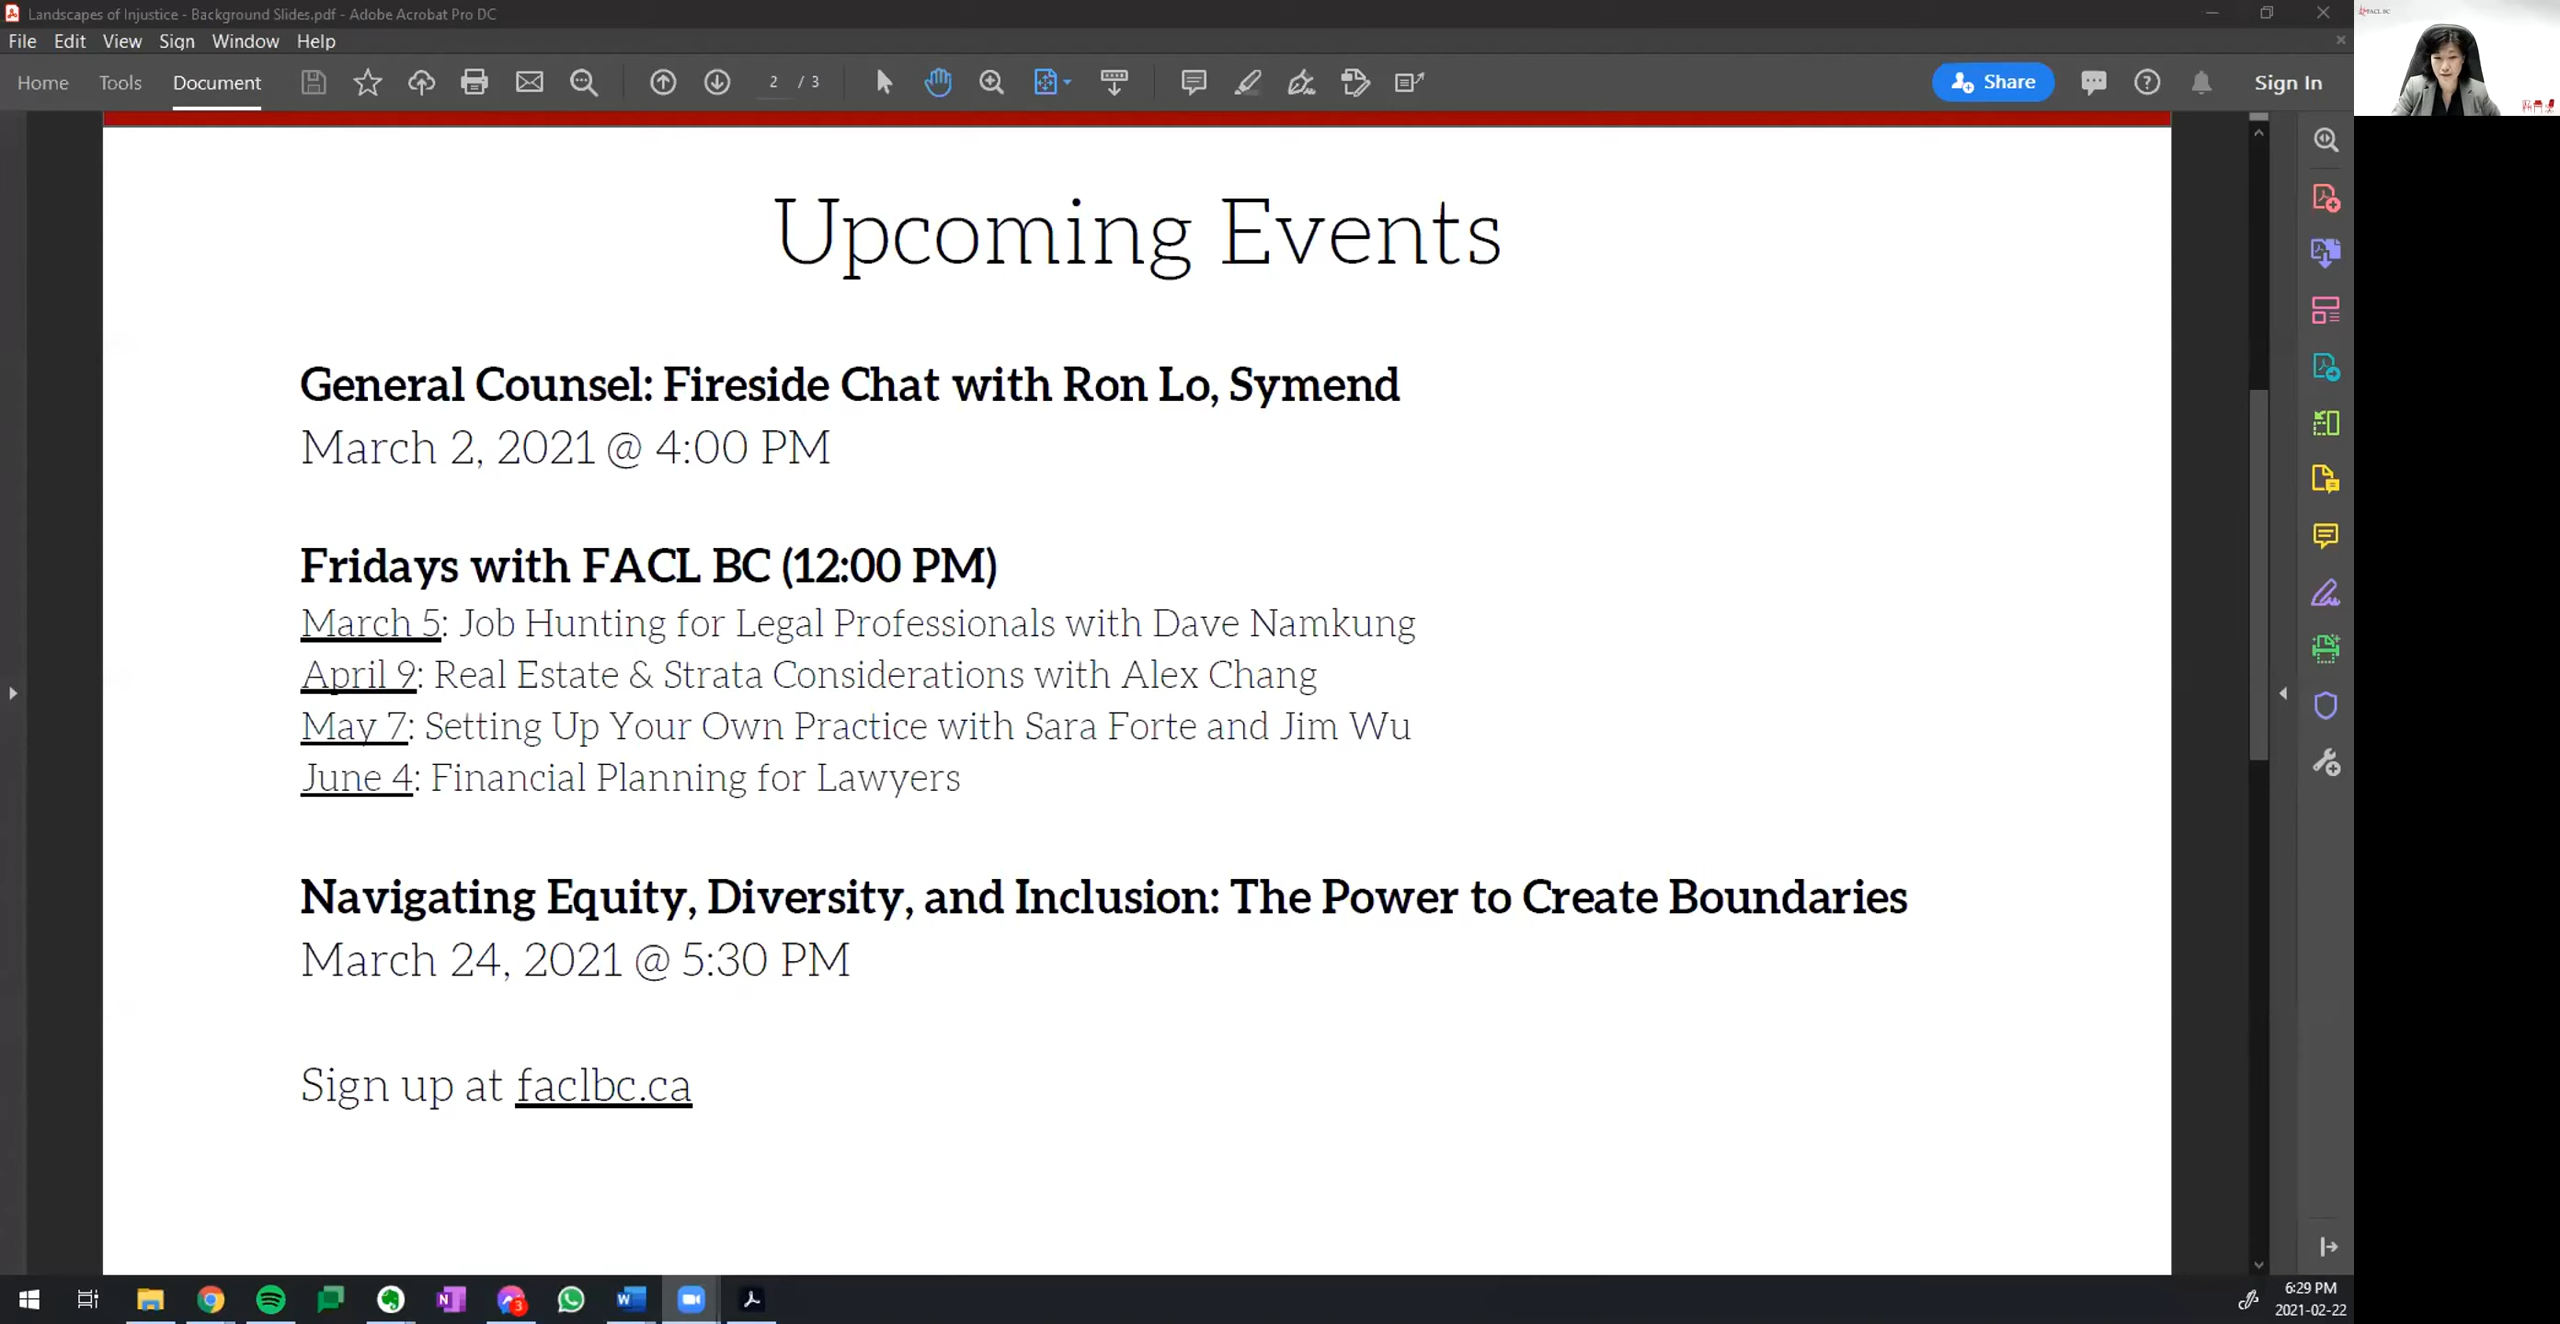 Landscapes of Injustice - Background Slides.pdf - Adobe Acrobat Pro DC
File Edit View Sign Window Help
Home Tools Document 2 / 3 Share Sign In
FACL BC
Upcoming Events
General Counsel: Fireside Chat with Ron Lo, Symend
March 2, 2021 @ 4:00 PM
Fridays with FACL BC (12:00 PM)
March 5: Job Hunting for Legal Professionals with Dave Namkung
April 9: Real Estate & Strata Considerations with Alex Chang
May 7: Setting Up Your Own Practice with Sara Forte and Jim Wu
June 4: Financial Planning for Lawyers
Navigating Equity, Diversity, and Inclusion: The Power to Create Boundaries
March 24, 2021 @ 5:30 PM
Sign up at faclbc.ca
3
6:29 PM
2021-02-22